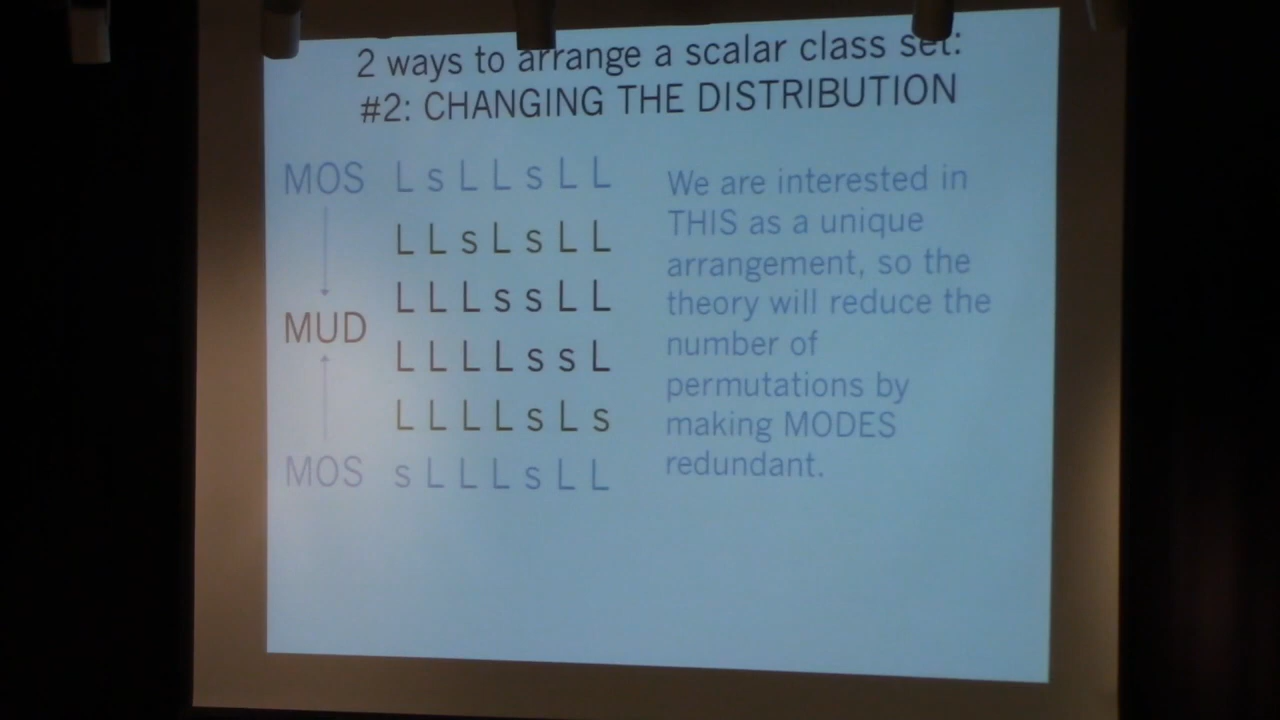 2 ways to arrange a scalar class set:
#2: CHANGING THE DISTRIBUTION
MOS L s L L s L L
L L s L s L L
L L L s s L L
MUD
L L L L s s L
L L L L s L s
MOS s L L L s L L
We are interested in
THIS as a unique
arrangement, so the
theory will reduce the
number of
permutations by
making MODES
redundant.